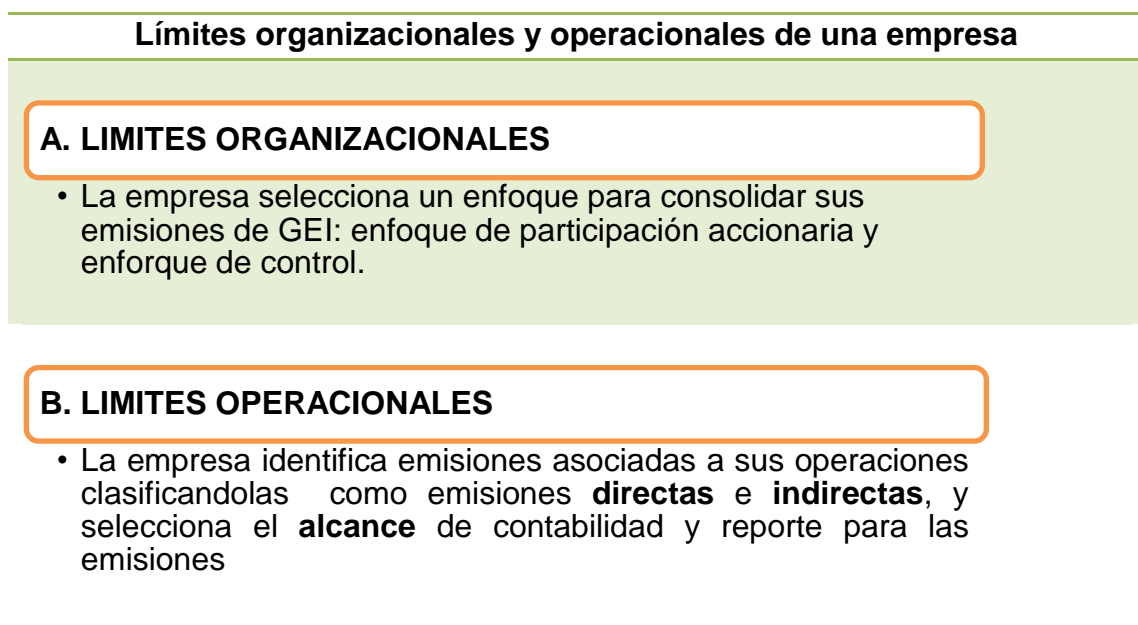 Límites organizacionales y operacionales de una empresa
A. LIMITES ORGANIZACIONALES
• La empresa selecciona un enfoque para consolidar sus
emisiones de GEI: enfoque de participación accionaria y
enforque de control.
B. LIMITES OPERACIONALES
• La empresa identifica emisiones asociadas a sus operaciones
clasificandolas como emisiones directas e indirectas, y
selecciona el alcance de contabilidad y reporte para las
emisiones